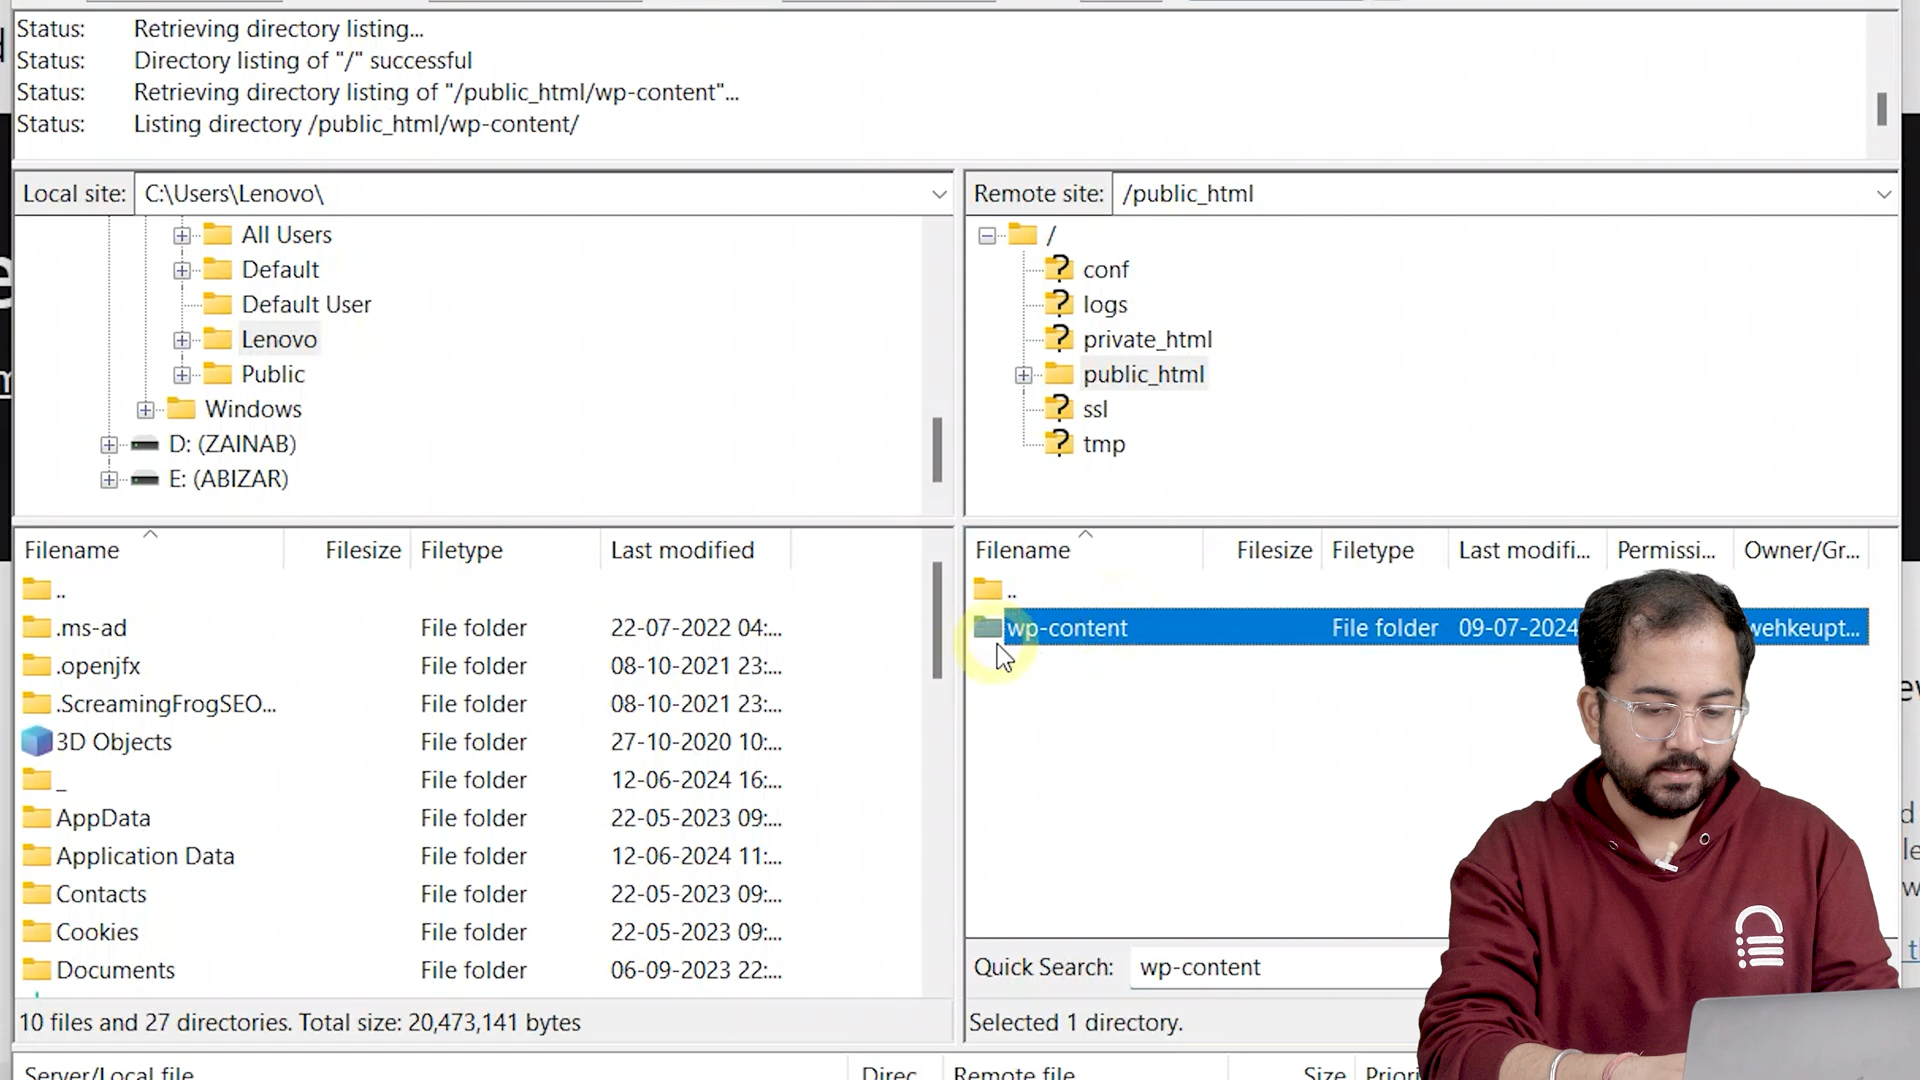 Status: Retrieving directory listing...
Status: Directory listing of "/" successful
Status: Retrieving directory listing of "/public_html/wp-content"...
Status: Listing directory /public_html/wp-content/
Local site: C:\Users\Lenovo\
All Users
Default
Default User
Lenovo
Public
Windows
D: (ZAINAB)
E: (ABIZAR)
Remote site: /public_html
/
conf
logs
private_html
public_html
ssl
tmp
Filename Filesize Filetype Last modified
..
.ms-ad File folder 22-07-2022 04:...
.openjfx File folder 08-10-2021 23:...
.ScreamingFrogSEO... File folder 08-10-2021 23:...
3D Objects File folder 27-10-2020 10:...
_ File folder 12-06-2024 16:...
AppData File folder 22-05-2023 09:...
Application Data File folder 12-06-2024 11:...
Contacts File folder 22-05-2023 09:...
Cookies File folder 22-05-2023 09:...
Documents File folder 06-09-2023 22:...
10 files and 27 directories. Total size: 20,473,141 bytes
Filename Filesize Filetype Last modifi... Permissi... Owner/Gr...
..
wp-content File folder 09-07-2024 wehkeupt...
Quick Search: wp-content
Selected 1 directory.
Server/Local file Direc Remote file Size Priori